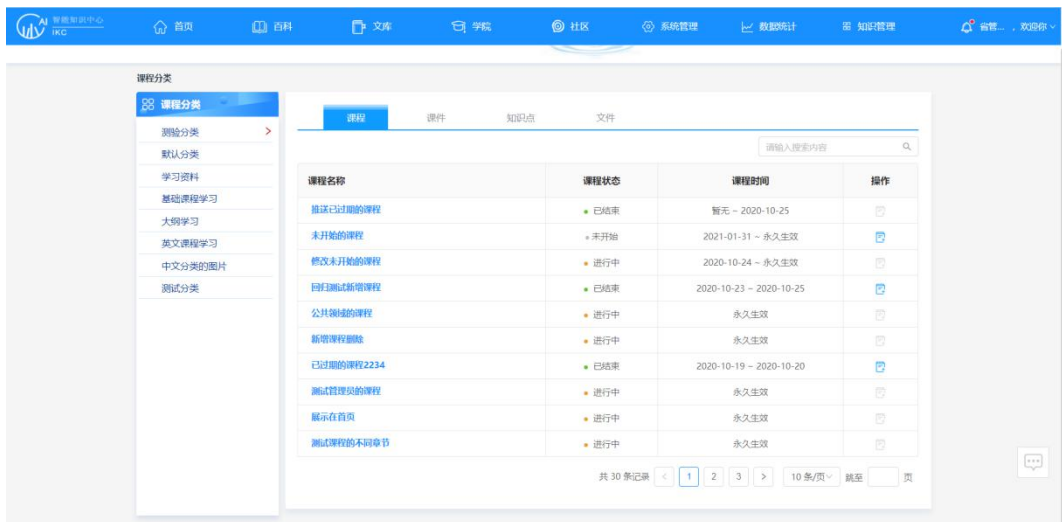 AI 智能知识中心
IKC
首页 百科 文库 学院 社区 系统管理 数据统计 知识管理 省管... ，欢迎你
课程分类
课程分类
测验分类
默认分类
学习资料
基础课程学习
大纲学习
英文课程学习
中文分类的图片
测试分类
课程 课件 知识点 文件
请输入搜索内容
课程名称 课程状态 课程时间 操作
推送已过期的课程 已结束 暂无 ~ 2020-10-25
未开始的课程 未开始 2021-01-31 ~ 永久生效
修改未开始的课程 进行中 2020-10-24 ~ 永久生效
回归测试新增课程 已结束 2020-10-23 ~ 2020-10-25
公共领域的课程 进行中 永久生效
新增课程删除 进行中 永久生效
已过期的课程2234 已结束 2020-10-19 ~ 2020-10-20
测试管理员的课程 进行中 永久生效
展示在首页 进行中 永久生效
测试课程的不同章节 进行中 永久生效
共 30 条记录 < 1 2 3 > 10 条/页 跳至 页